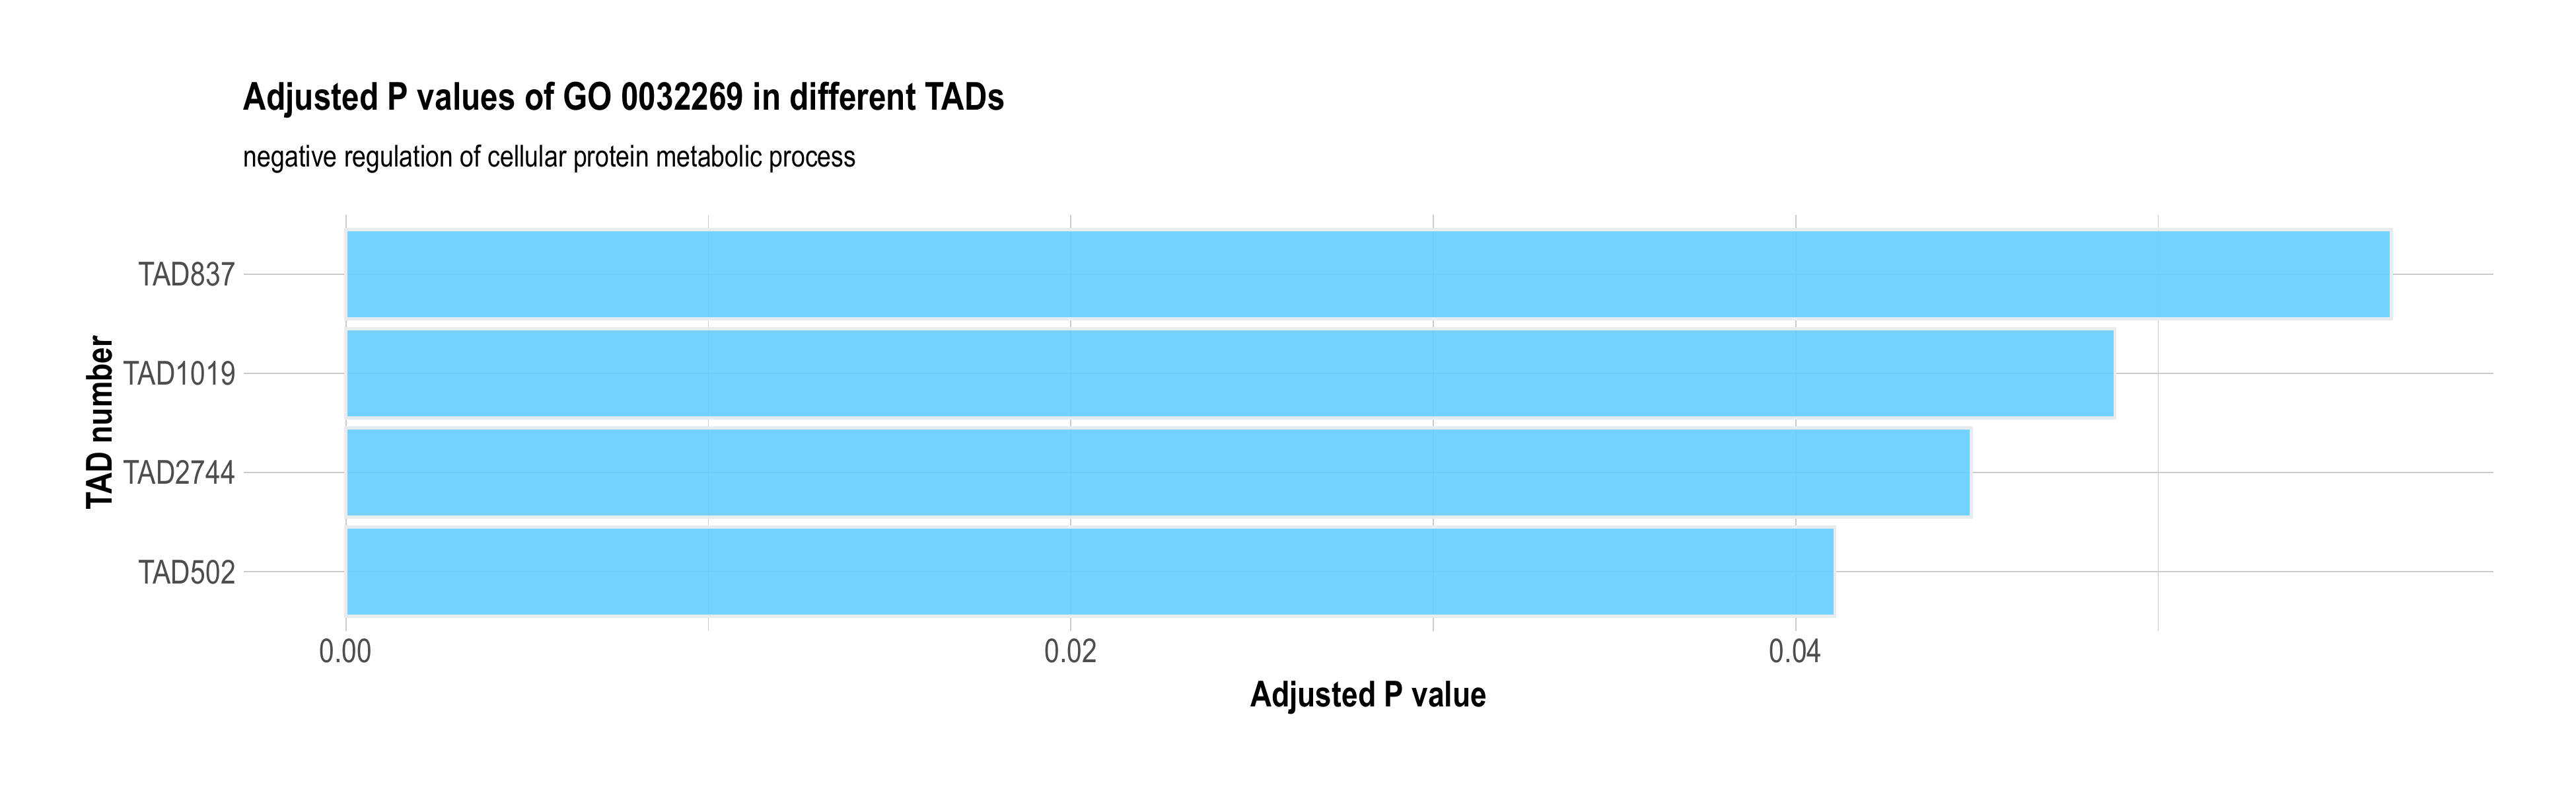 Adjusted P values of GO 0032269 in different TADs
negative regulation of cellular protein metabolic process
TAD number
TAD837
TAD1019
TAD2744
TAD502
0.00 0.02 0.04
Adjusted P value